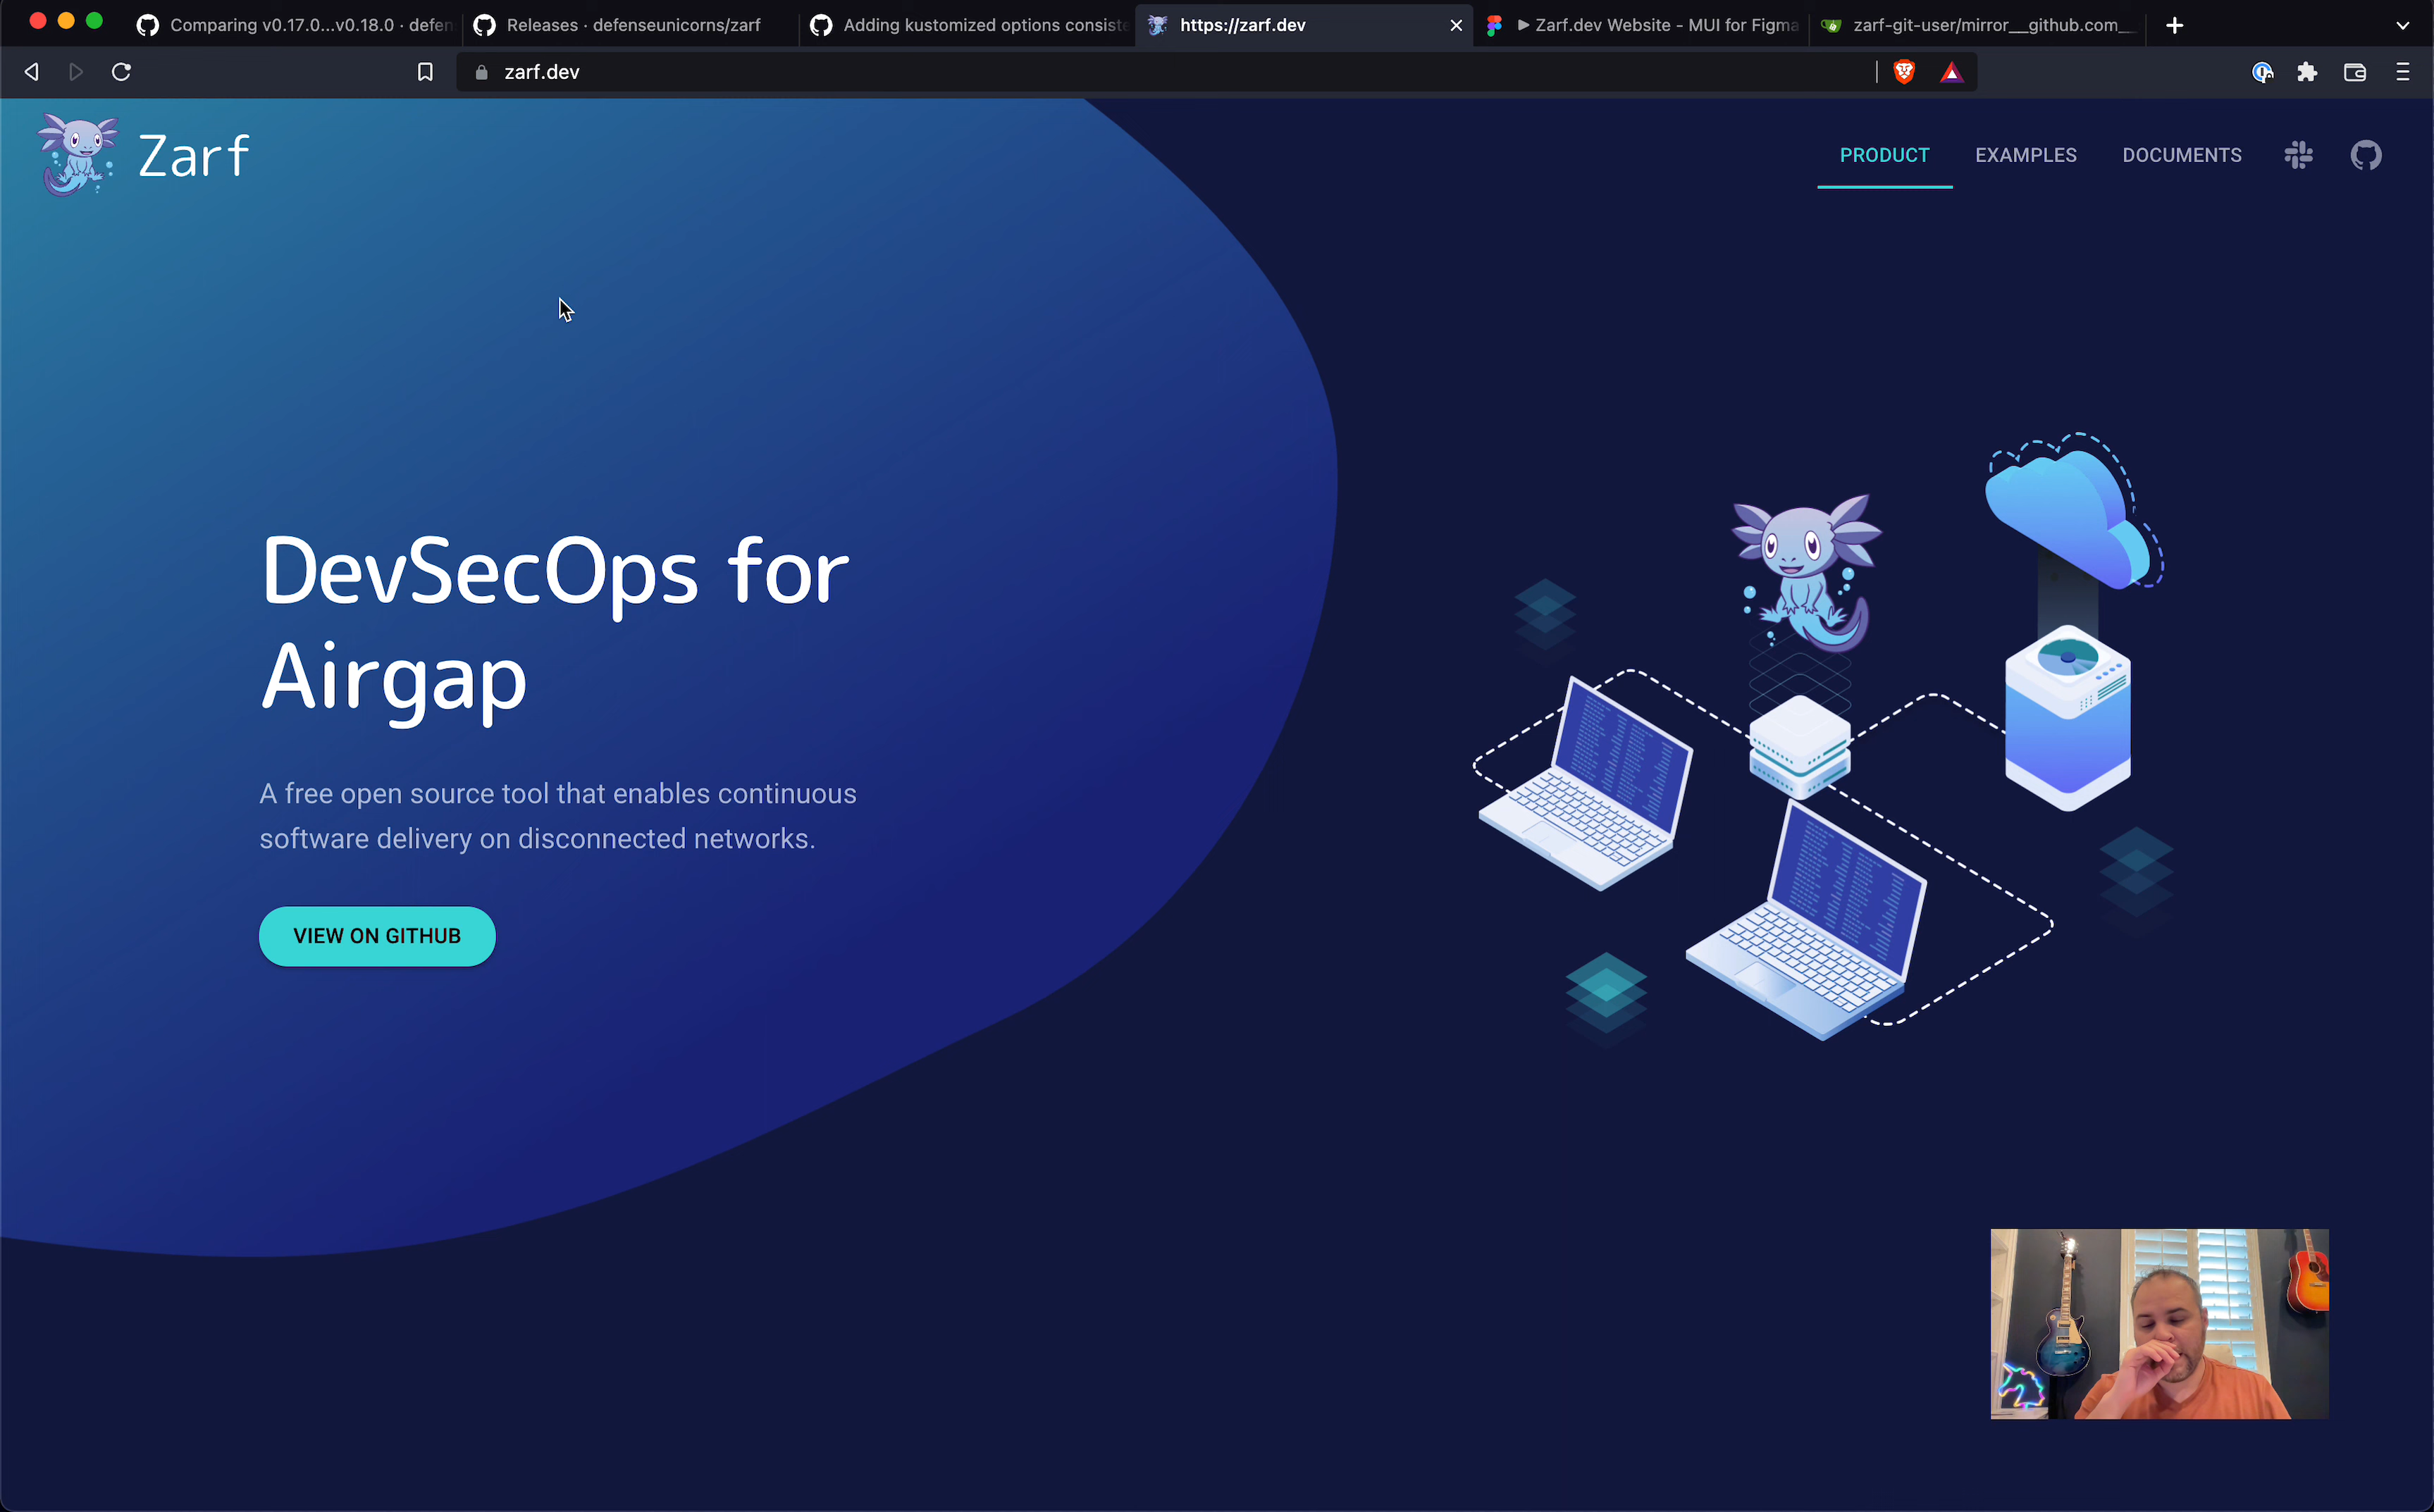 Comparing v0.17.0...v0.18.0 · defen
Releases · defenseunicorns/zarf
Adding kustomized options consiste
https://zarf.dev
Zarf.dev Website - MUI for Figma
zarf-git-user/mirror__github.com__
zarf.dev
Zarf
PRODUCT
EXAMPLES
DOCUMENTS
DevSecOps for
Airgap
A free open source tool that enables continuous
software delivery on disconnected networks.
VIEW ON GITHUB